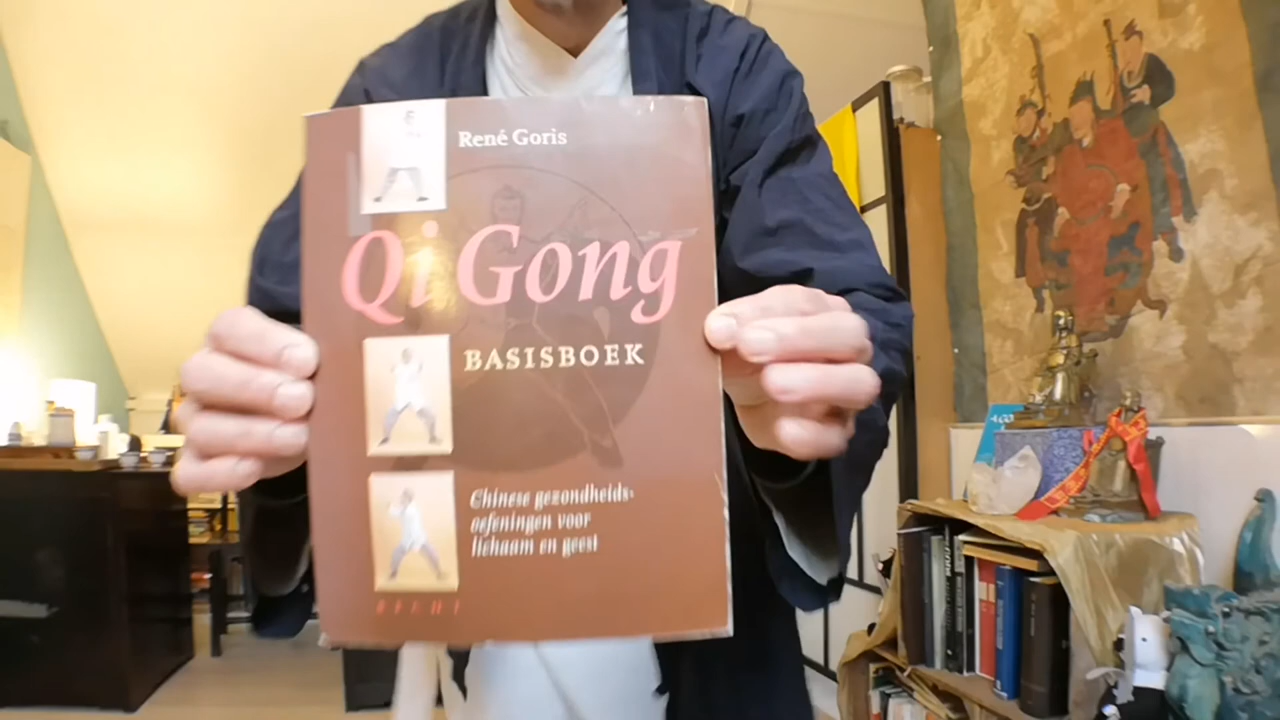 René Goris
Qi Gong
BASISBOEK
Chinese gezondheids-
oefeningen voor
lichaam en geest